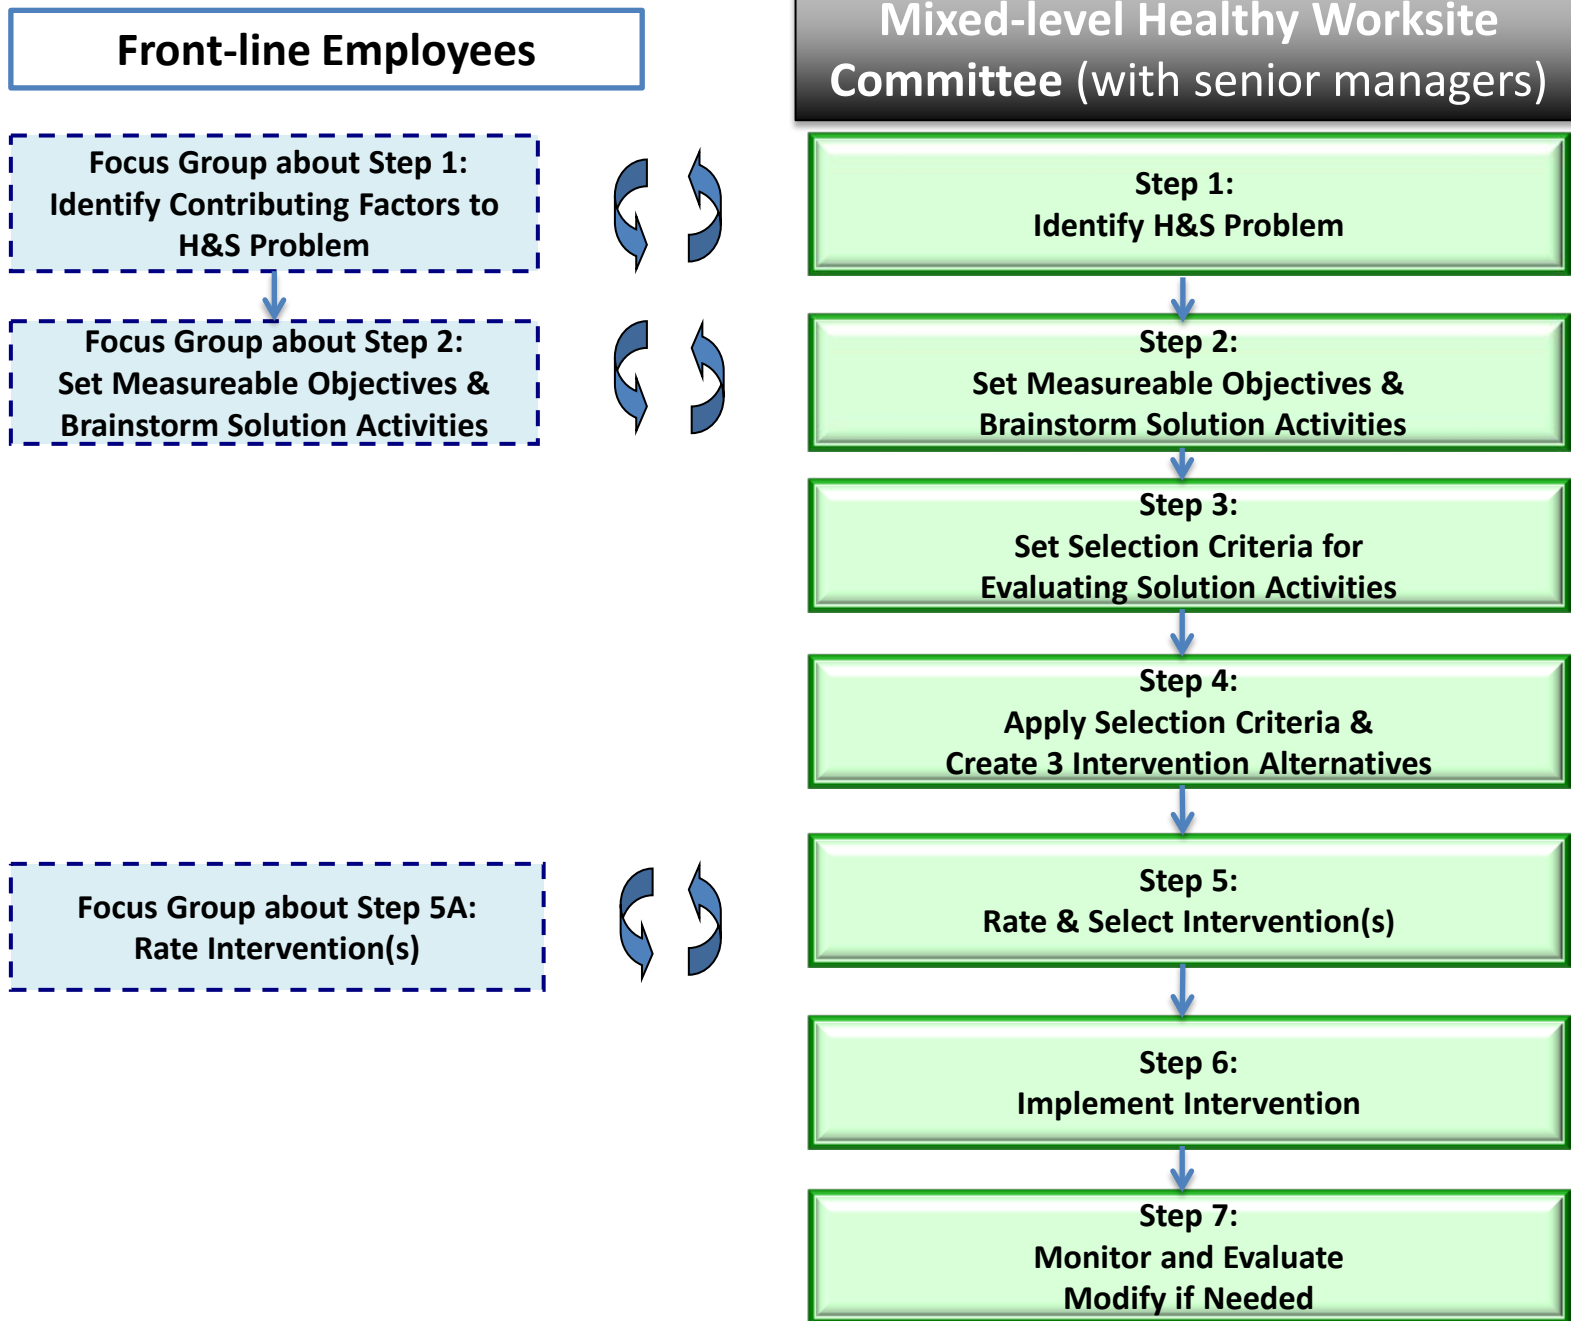 Front-line Employees
Mixed-level Healthy Worksite
Committee (with senior managers)
Focus Group about Step 1:
Identify Contributing Factors to
H&S Problem
Step 1:
Identify H&S Problem
Focus Group about Step 2:
Set Measureable Objectives &
Brainstorm Solution Activities
Step 2:
Set Measureable Objectives &
Brainstorm Solution Activities
Step 3:
Set Selection Criteria for
Evaluating Solution Activities
Step 4:
Apply Selection Criteria &
Create 3 Intervention Alternatives
Focus Group about Step 5A:
Rate Intervention(s)
Step 5:
Rate & Select Intervention(s)
Step 6:
Implement Intervention
Step 7:
Monitor and Evaluate
Modify if Needed